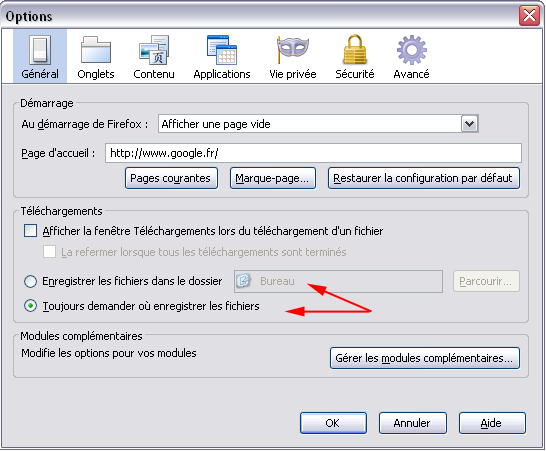 Options
Général Onglets Contenu Applications Vie privée Sécurité Avancé
Démarrage
Au démarrage de Firefox : Afficher une page vide
Page d'accueil : http://www.google.fr/
Pages courantes Marque-page... Restaurer la configuration par défaut
Téléchargements
Afficher la fenêtre Téléchargements lors du téléchargement d'un fichier
La refermer lorsque tous les téléchargements sont terminés
Enregistrer les fichiers dans le dossier Bureau Parcourir...
Toujours demander où enregistrer les fichiers
Modules complémentaires
Modifie les options pour vos modules Gérer les modules complémentaires...
OK Annuler Aide